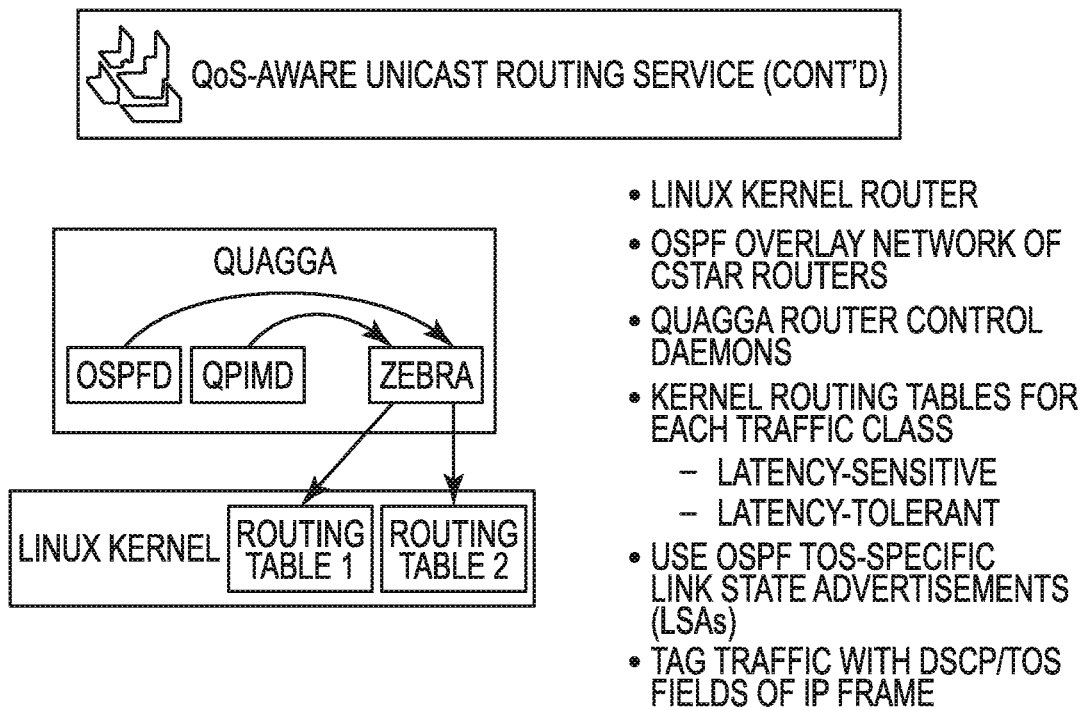 QoS-AWARE UNICAST ROUTING SERVICE (CONT'D)
QUAGGA
OSPFD
QPIMD
ZEBRA
LINUX KERNEL
ROUTING
TABLE 1
ROUTING
TABLE 2
• LINUX KERNEL ROUTER
• OSPF OVERLAY NETWORK OF
CSTAR ROUTERS
• QUAGGA ROUTER CONTROL
DAEMONS
• KERNEL ROUTING TABLES FOR
EACH TRAFFIC CLASS
– LATENCY-SENSITIVE
– LATENCY-TOLERANT
• USE OSPF TOS-SPECIFIC
LINK STATE ADVERTISEMENTS
(LSAs)
• TAG TRAFFIC WITH DSCP/TOS
FIELDS OF IP FRAME